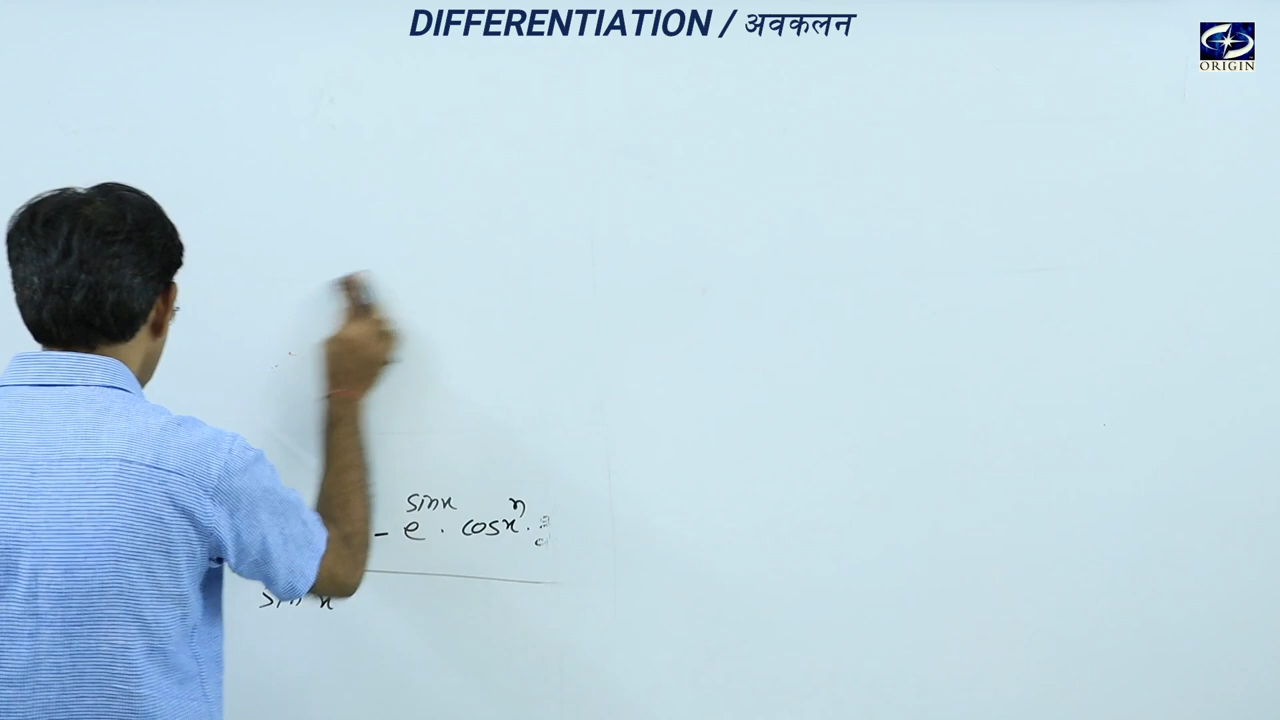 DIFFERENTIATION / अवकलन
ORIGIN
- e^{sinx} . cosx^n .
sin x